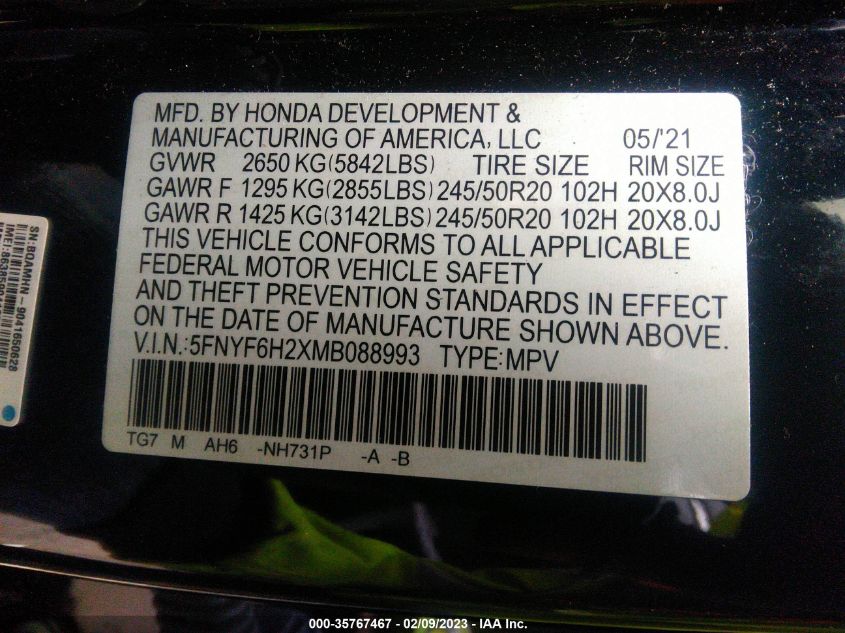 MFD. BY HONDA DEVELOPMENT &
MANUFACTURING OF AMERICA, LLC 05/'21
GVWR 2650 KG(5842LBS) TIRE SIZE RIM SIZE
GAWR F 1295 KG(2855LBS) 245/50R20 102H 20X8.0J
GAWR R 1425 KG(3142LBS) 245/50R20 102H 20X8.0J
THIS VEHICLE CONFORMS TO ALL APPLICABLE
FEDERAL MOTOR VEHICLE SAFETY
AND THEFT PREVENTION STANDARDS IN EFFECT
ON THE DATE OF MANUFACTURE SHOWN ABOVE.
V.I.N.:5FNYF6H2XMB088993 TYPE:MPV
TG7 M AH6 -NH731P -A -B
SN:BQAMHN-9041650628
000-35767467 - 02/09/2023 - IAA Inc.